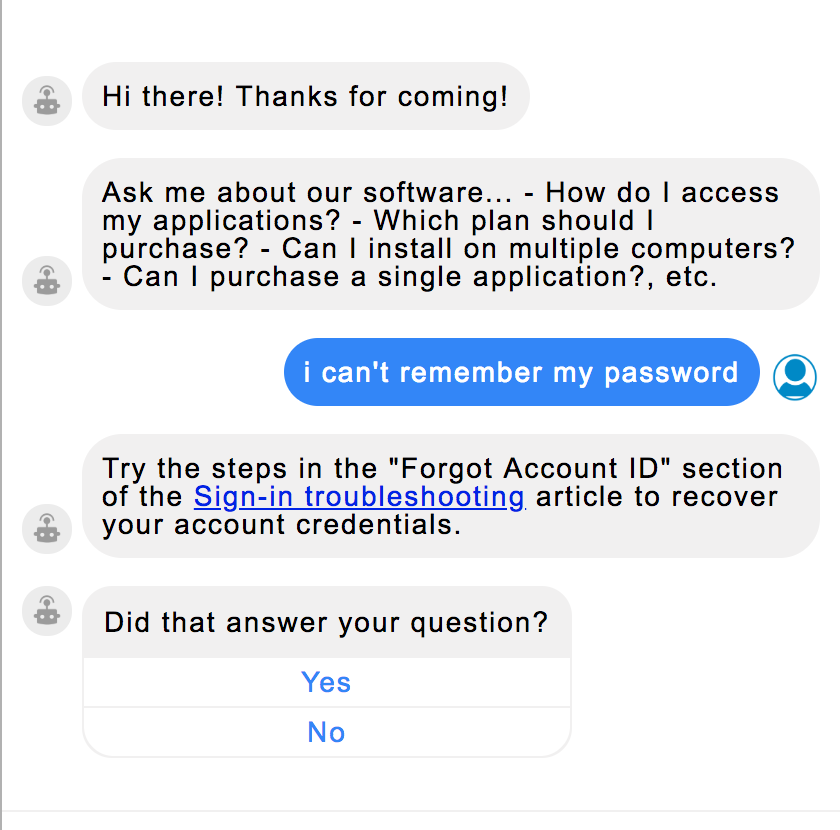 Hi there! Thanks for coming!
Ask me about our software... - How do I access
my applications? - Which plan should I
purchase? - Can I install on multiple computers?
- Can I purchase a single application?, etc.
i can't remember my password
Try the steps in the "Forgot Account ID" section
of the Sign-in troubleshooting article to recover
your account credentials.
Did that answer your question?
Yes
No